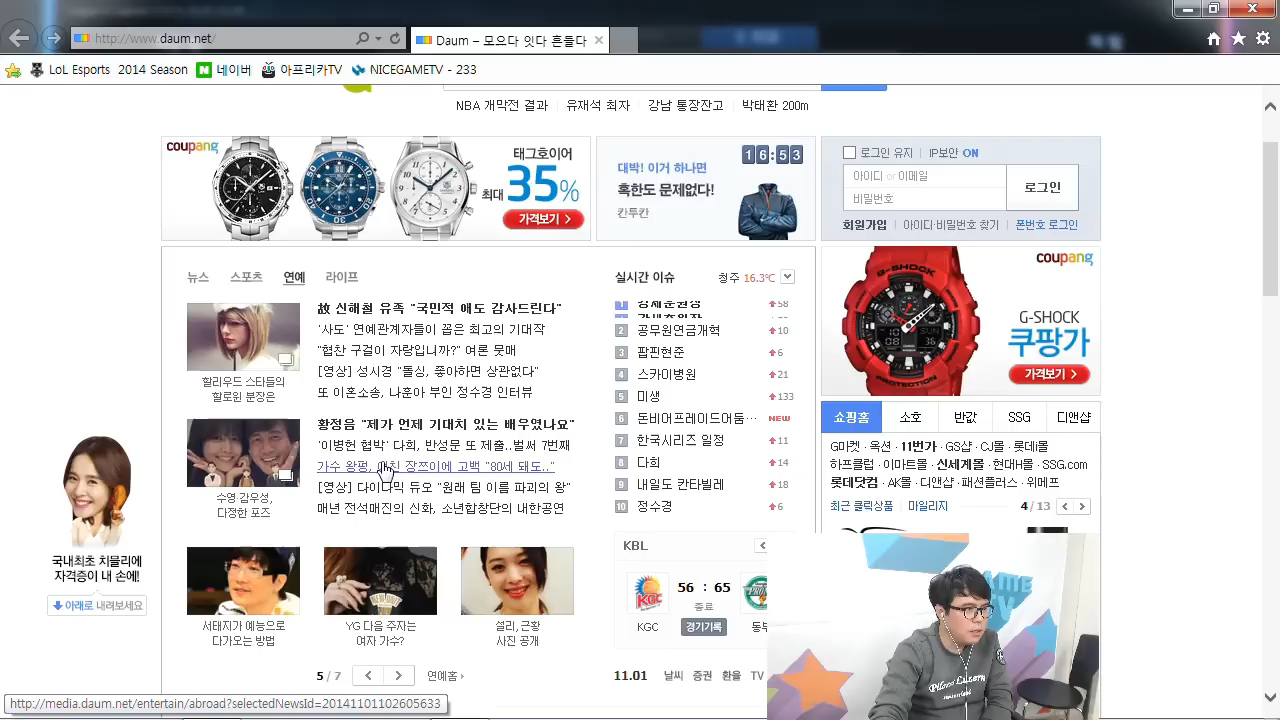 http://www.daum.net/
Daum – 모으다 잇다 흔들다
LoL Esports 2014 Season 네이버 아프리카TV NICEGAMETV - 233
NBA 개막전 결과 유재석 최자 강남 통장잔고 박태환 200m
coupang
태그호이어
최대 35%
가격보기 >
대박! 이거 하나면
혹한도 문제없다!
칸투칸
16:53
로그인 유지 | IP보안 ON
아이디 or 이메일
비밀번호
로그인
회원가입 | 아이디·비밀번호 찾기 | 폰번호 로그인
뉴스 스포츠 연예 라이프
할리우드 스타들의
할로윈 분장은
故 신해철 유족 "국민적 애도 감사드린다"
'사도' 연예관계자들이 꼽은 최고의 기대작
"협찬 구걸이 자랑입니까?" 여론 뭇매
[영상] 성시경 "돌싱, 좋아하면 상관없다"
또 이혼소송, 나훈아 부인 정수경 인터뷰
수영·감우성,
다정한 포즈
황정음 "제가 언제 기대치 있는 배우였나요"
'이병헌 협박' 다희, 반성문 또 제출..벌써 7번째
가수 왕펑, 장쯔이에 고백 "80세 돼도.."
[영상] 다이나믹 듀오 "원래 팀 이름 파괴의 왕"
매년 전석매진의 신화, 소년합창단의 내한공연
서태지가 예능으로
다가오는 방법
YG 다음 주자는
여자 가수?
설리, 근황
사진 공개
5 / 7 < > 연예홈
실시간 이슈 청주 16.3℃
1 58
2 공무원연금개혁 10
3 팝핀현준 6
4 스카이병원 21
5 미생 133
6 돈비어프레이드어둠… NEW
7 한국시리즈 일정 11
8 다희 14
9 내일도 칸타빌레 18
10 정수경 6
KBL
KGC
56 : 65
종료
KGC 경기기록 동부
11.01 날씨 증권 환율 TV
coupang
G-SHOCK
쿠팡가
가격보기 >
쇼핑홈 소호 반값 SSG 디앤샵
G마켓 · 옥션 · 11번가 · GS샵 · CJ몰 · 롯데몰
하프클럽 · 이마트몰 · 신세계몰 · 현대H몰 · SSG.com
롯데닷컴 · AK몰 · 디앤샵 · 패션플러스 · 위메프
최근 클릭상품 | 마일리지 4 / 13 < >
국내최초 치믈리에
자격증이 내 손에!
아래로 내려보세요
http://media.daum.net/entertain/abroad?selectedNewsId=20141101102605633